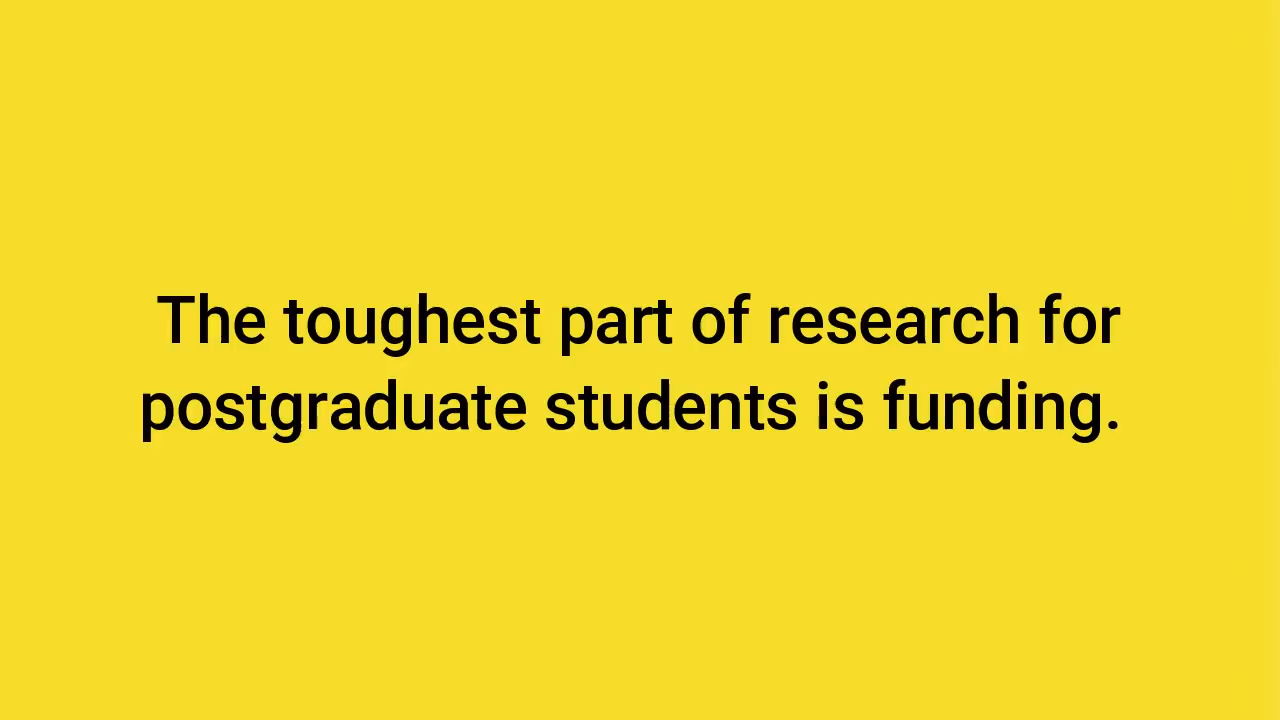 The toughest part of research for
postgraduate students is funding.